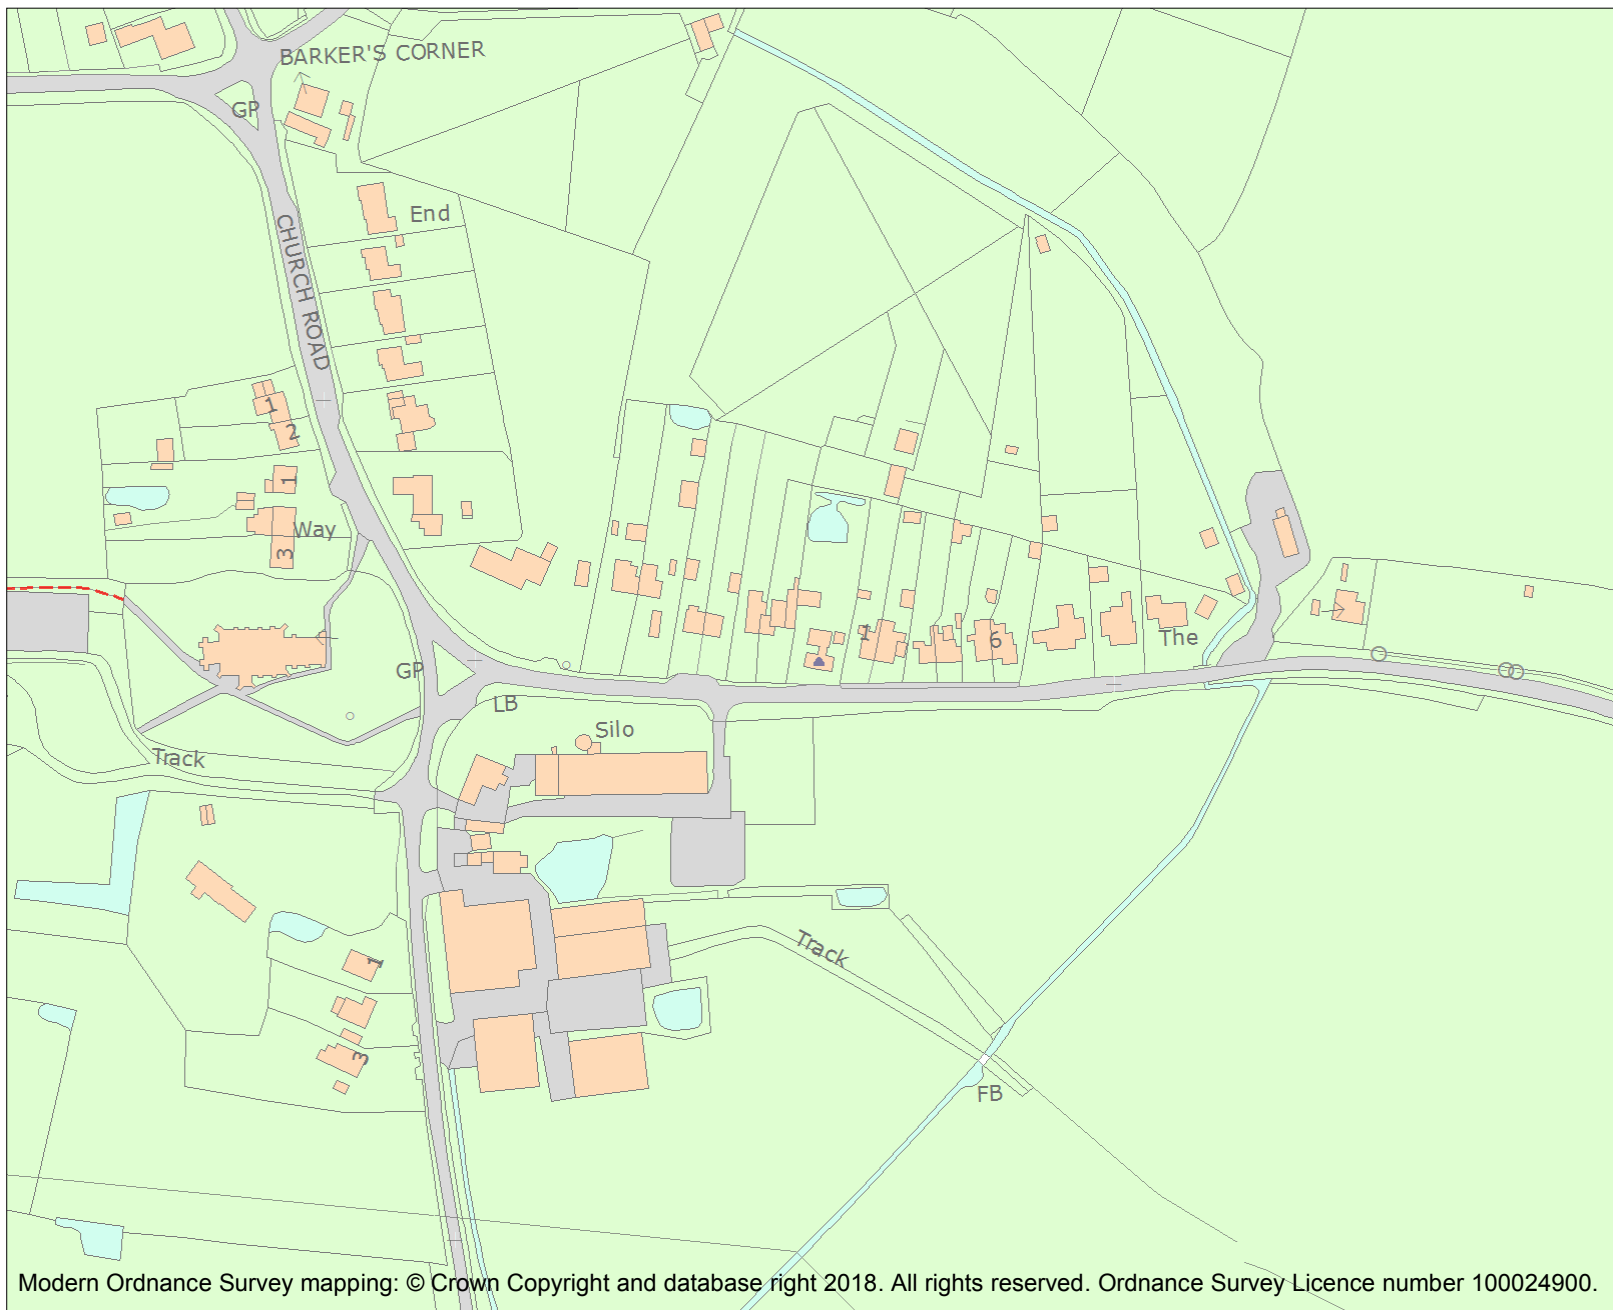 BARKER'S CORNER
GP
CHURCH ROAD
End
1
2
1
Way
3
GP
LB
Silo
Track
1
6
The
1
3
Track
FB
Modern Ordnance Survey mapping: © Crown Copyright and database right 2018. All rights reserved. Ordnance Survey Licence number 100024900.